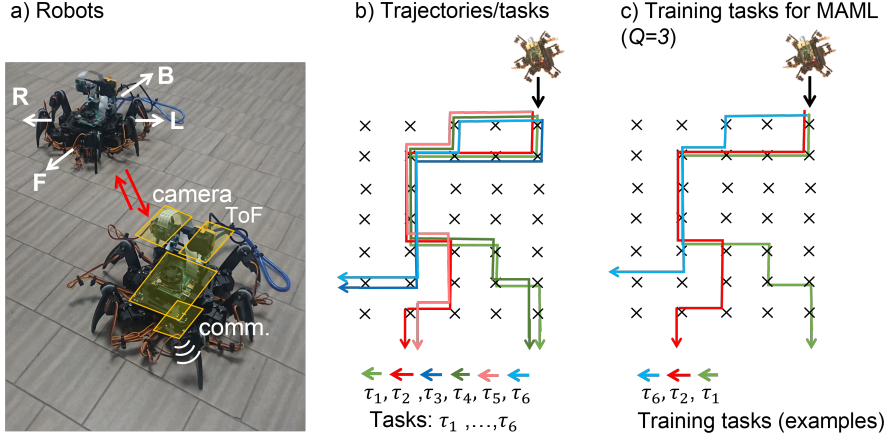 a) Robots
b) Trajectories/tasks
c) Training tasks for MAML
(Q=3)
B
R
L
F
camera
ToF
comm.
τ₁, τ₂ ,τ₃, τ₄, τ₅, τ₆
Tasks: τ₁ ,…,τ₆
τ₆, τ₂, τ₁
Training tasks (examples)